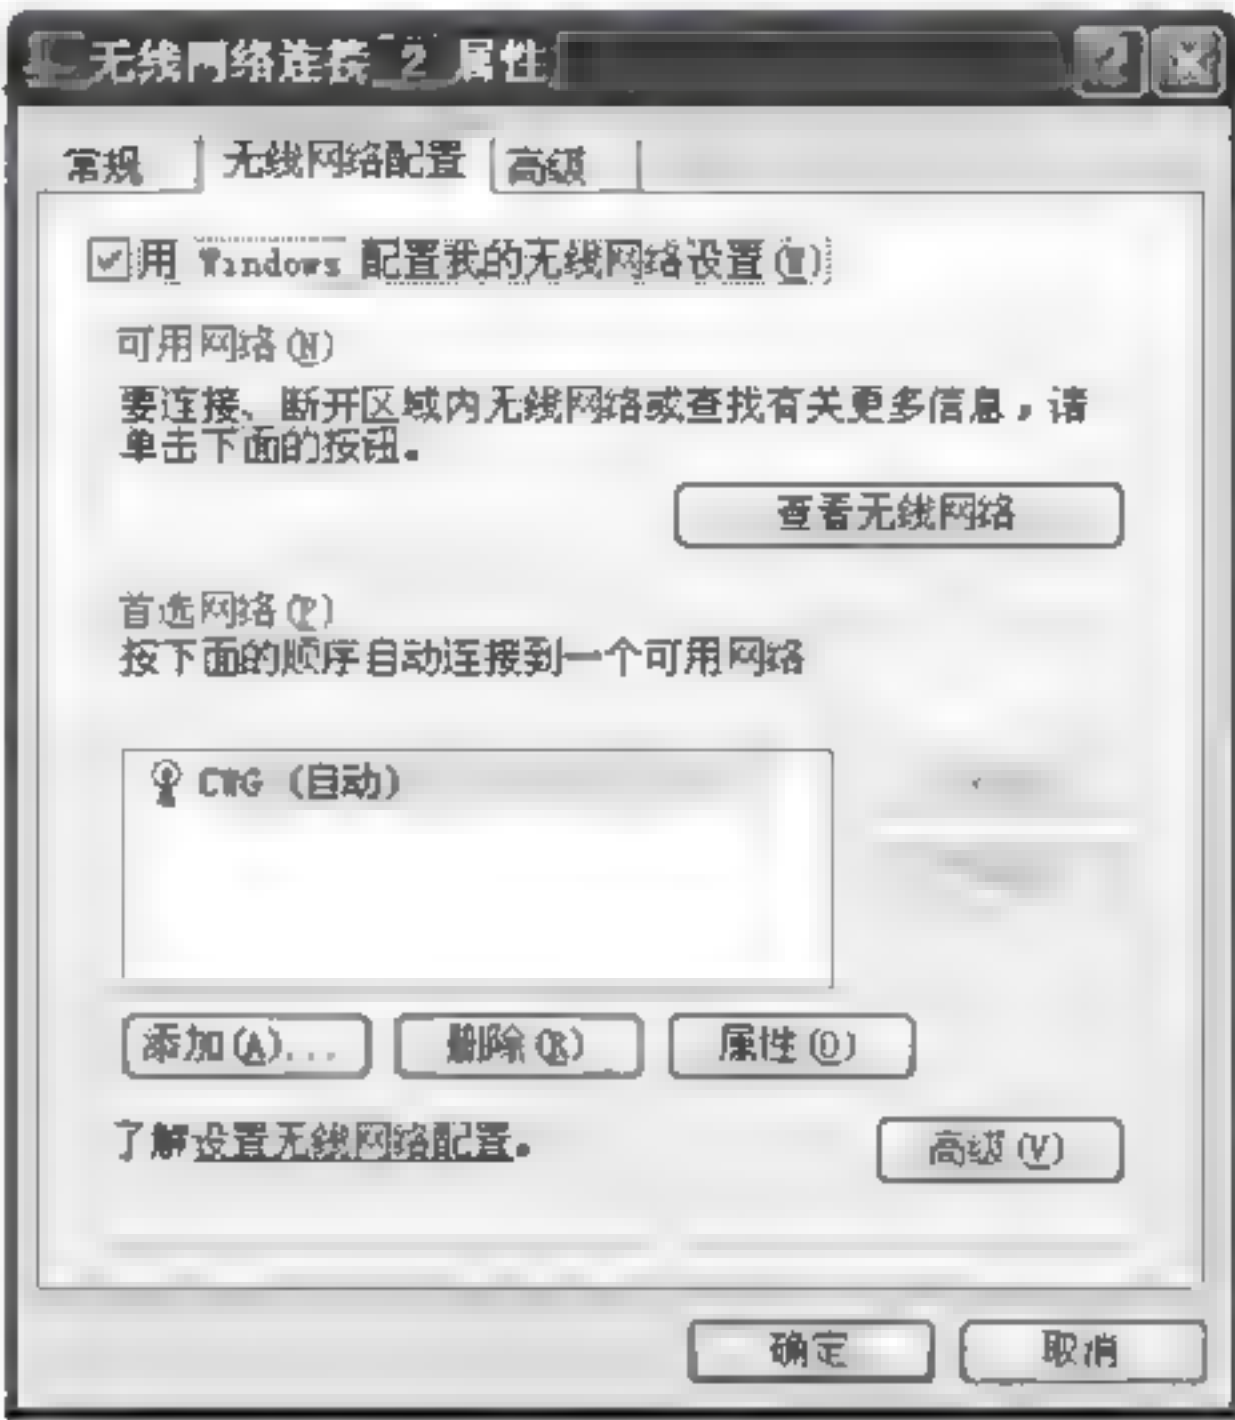 无线网络连接 2 属性
常规 无线网络配置 高级
用 Windows 配置我的无线网络设置(W)
可用网络(N)
要连接、断开区域内无线网络或查找有关更多信息，请
单击下面的按钮。
查看无线网络
首选网络(P)
按下面的顺序自动连接到一个可用网络
CWG (自动)
添加(A)... 删除(R) 属性(O)
了解设置无线网络配置。
高级(V)
确定 取消